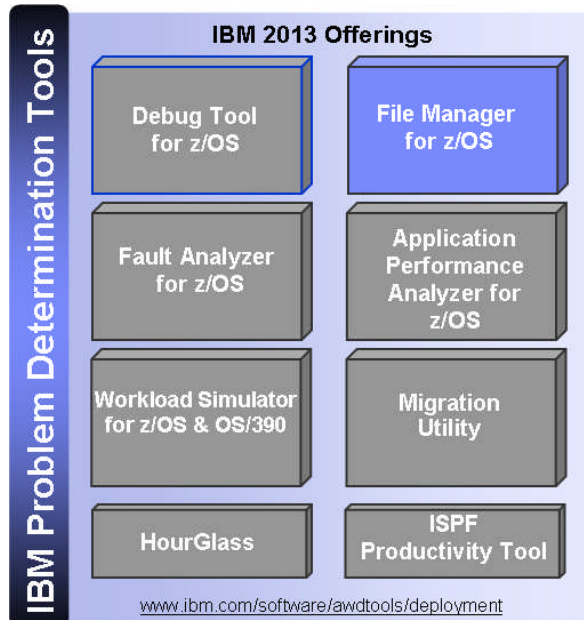 IBM Problem Determination Tools
IBM 2013 Offerings
Debug Tool
for z/OS
File Manager
for z/OS
Fault Analyzer
for z/OS
Application
Performance
Analyzer for
z/OS
Workload Simulator
for z/OS & OS/390
Migration
Utility
HourGlass
ISPF
Productivity Tool
www.ibm.com/software/awdtools/deployment